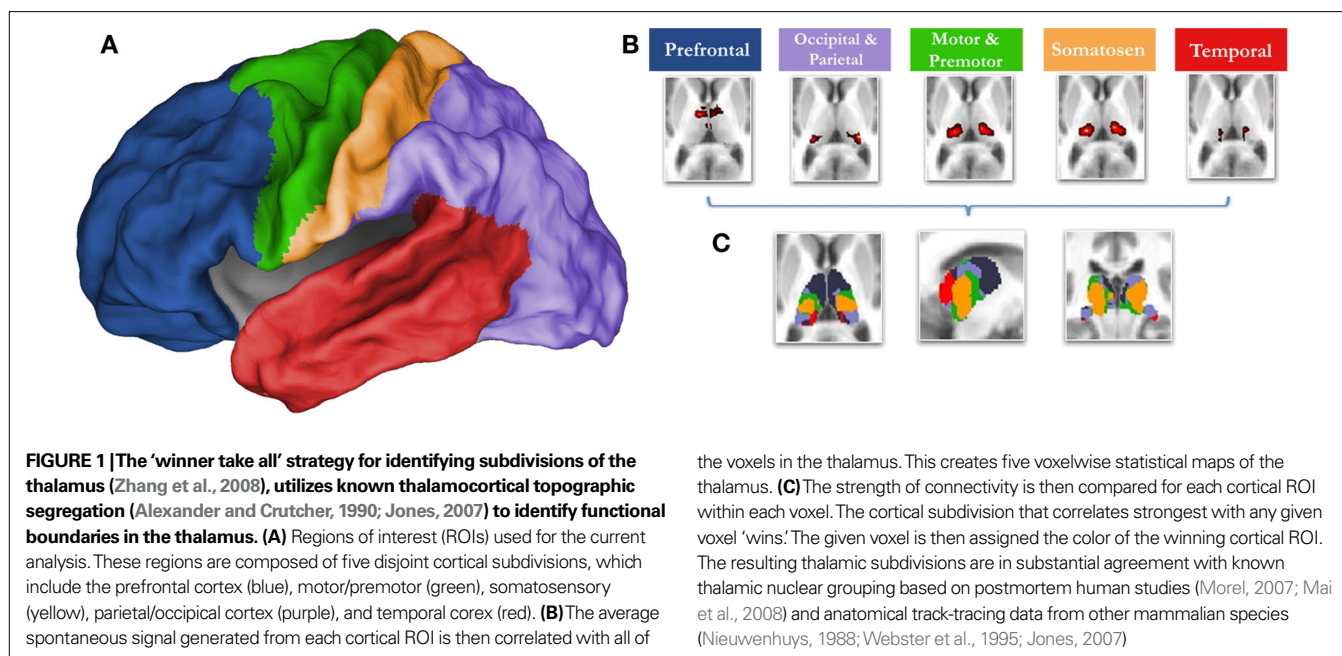 A
B
Prefrontal
Occipital &
Parietal
Motor &
Premotor
Somatosen
Temporal
C
FIGURE 1 | The ‘winner take all’ strategy for identifying subdivisions of the
thalamus (Zhang et al., 2008), utilizes known thalamocortical topographic
segregation (Alexander and Crutcher, 1990; Jones, 2007) to identify functional
boundaries in the thalamus. (A) Regions of interest (ROIs) used for the current
analysis. These regions are composed of five disjoint cortical subdivisions, which
include the prefrontal cortex (blue), motor/premotor (green), somatosensory
(yellow), parietal/occipical cortex (purple), and temporal corex (red). (B) The average
spontaneous signal generated from each cortical ROI is then correlated with all of
the voxels in the thalamus. This creates five voxelwise statistical maps of the
thalamus. (C) The strength of connectivity is then compared for each cortical ROI
within each voxel. The cortical subdivision that correlates strongest with any given
voxel ‘wins.’ The given voxel is then assigned the color of the winning cortical ROI.
The resulting thalamic subdivisions are in substantial agreement with known
thalamic nuclear grouping based on postmortem human studies (Morel, 2007; Mai
et al., 2008) and anatomical track-tracing data from other mammalian species
(Nieuwenhuys, 1988; Webster et al., 1995; Jones, 2007)